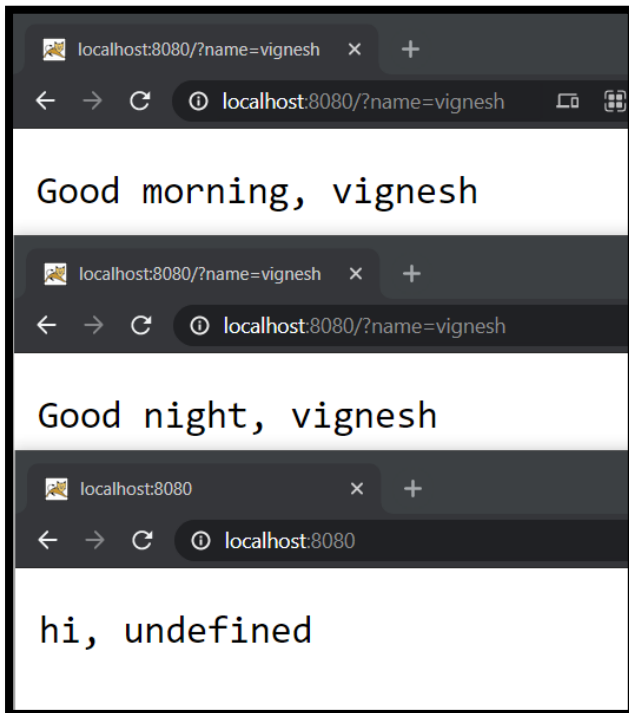 localhost:8080/?name=vignesh
localhost:8080/?name=vignesh
Good morning, vignesh
localhost:8080/?name=vignesh
localhost:8080/?name=vignesh
Good night, vignesh
localhost:8080
localhost:8080
hi, undefined